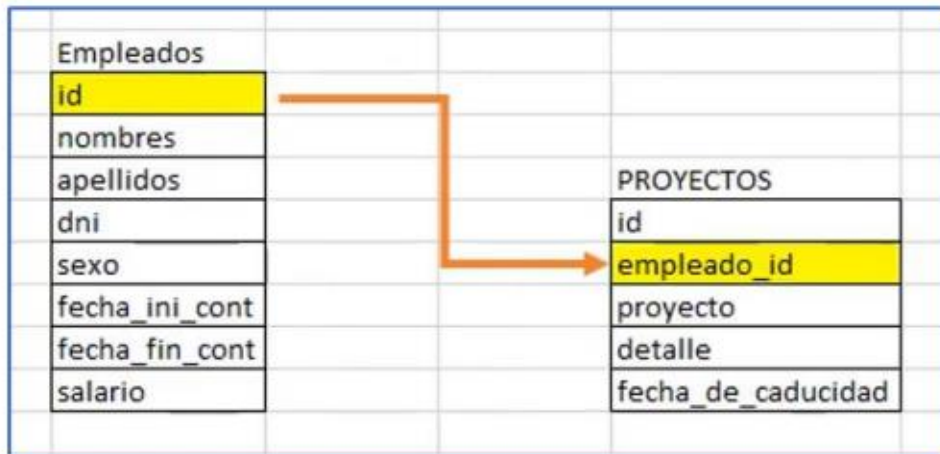 Empleados
id
nombres
apellidos
dni
sexo
fecha_ini_cont
fecha_fin_cont
salario
PROYECTOS
id
empleado_id
proyecto
detalle
fecha_de_caducidad